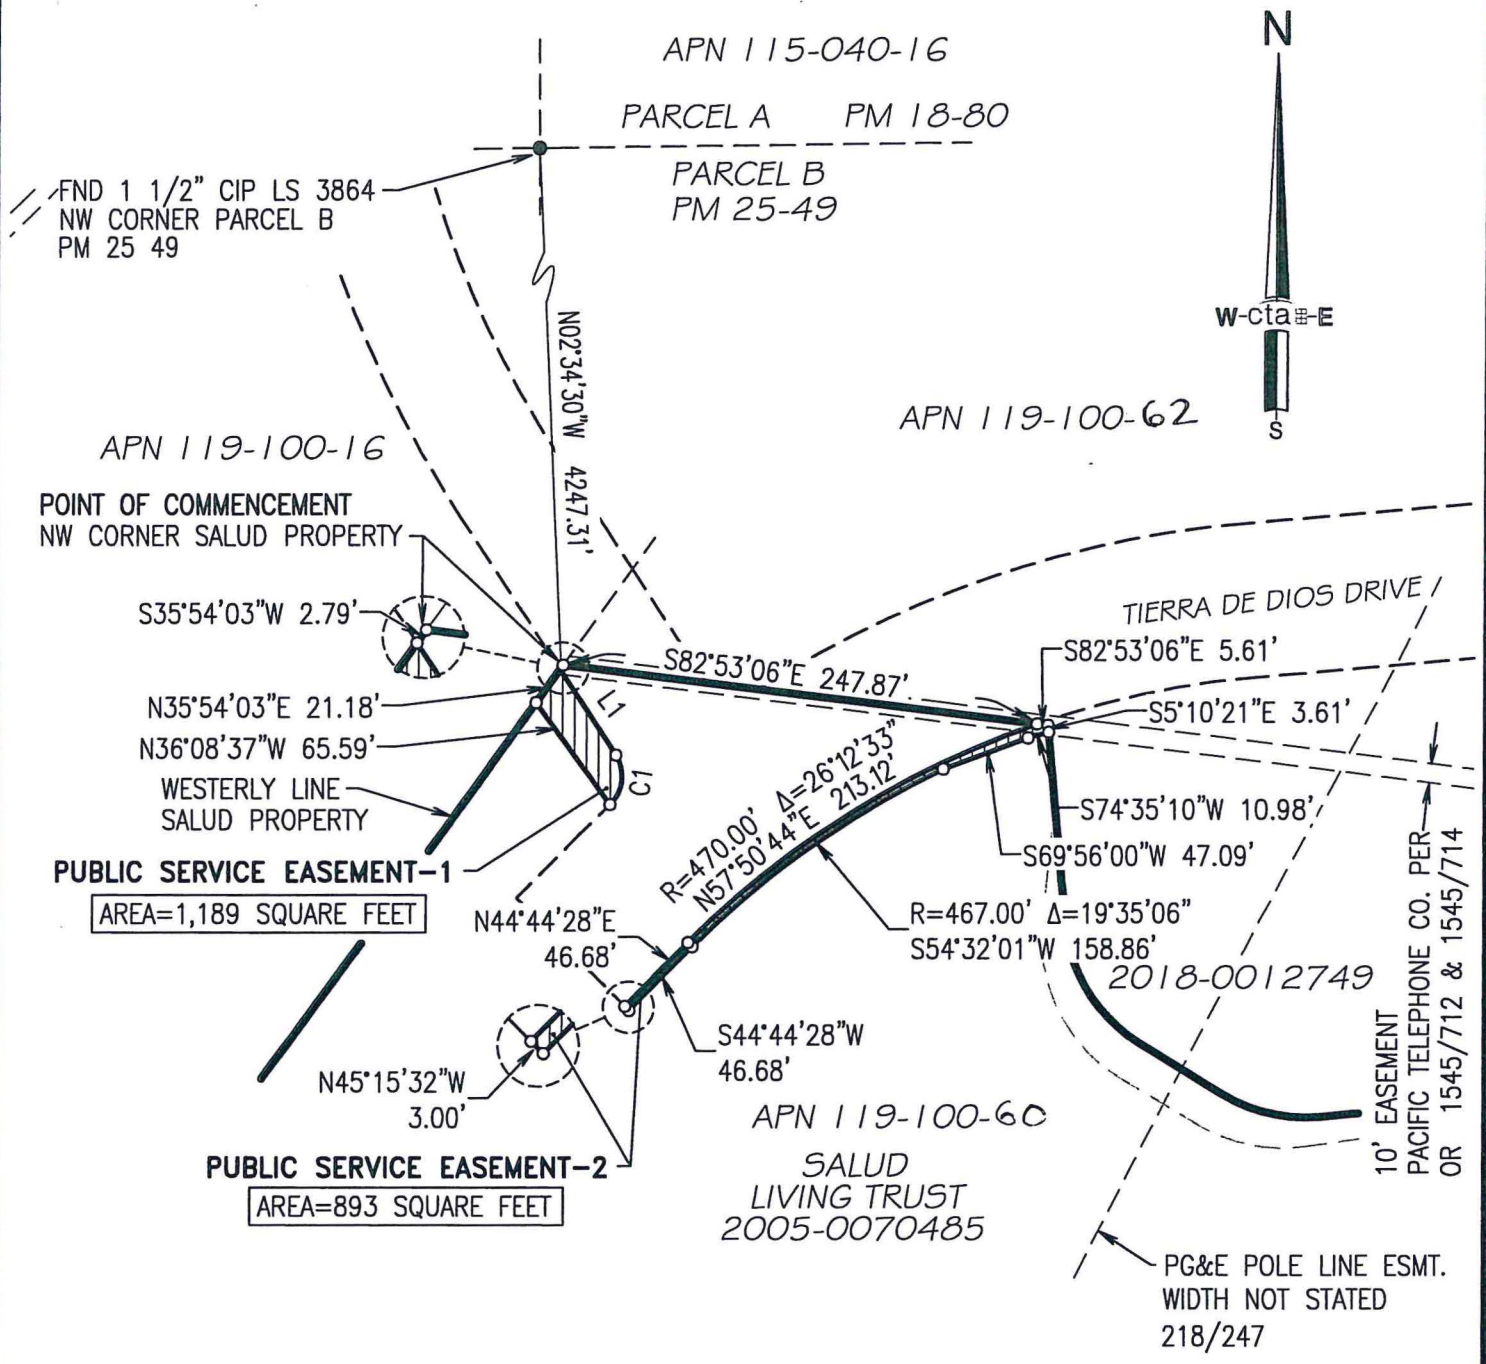 N
APN 115-040-16
PARCEL A PM 18-80
PARCEL B
PM 25-49
FND 1 1/2" CIP LS 3864
NW CORNER PARCEL B
PM 25 49
W-cta-E
S
N02°34'30"W 4247.31'
APN 119-100-62
APN 119-100-16
POINT OF COMMENCEMENT
NW CORNER SALUD PROPERTY
S35°54'03"W 2.79'
TIERRA DE DIOS DRIVE
S82°53'06"E 5.61'
S82°53'06"E 247.87'
L1
N35°54'03"E 21.18'
S5°10'21"E 3.61'
N36°08'37"W 65.59'
C1
WESTERLY LINE
SALUD PROPERTY
S74°35'10"W 10.98'
R=470.00' Δ=26°12'33"
N57°50'44"E 213.12'
S69°56'00"W 47.09'
PUBLIC SERVICE EASEMENT-1
AREA=1,189 SQUARE FEET
N44°44'28"E
46.68'
R=467.00' Δ=19°35'06"
S54°32'01"W 158.86'
2018-0012749
10' EASEMENT
PACIFIC TELEPHONE CO. PER
OR 1545/712 & 1545/714
S44°44'28"W
46.68'
N45°15'32"W
3.00'
APN 119-100-60
SALUD
LIVING TRUST
2005-0070485
PUBLIC SERVICE EASEMENT-2
AREA=893 SQUARE FEET
PG&E POLE LINE ESMT.
WIDTH NOT STATED
218/247